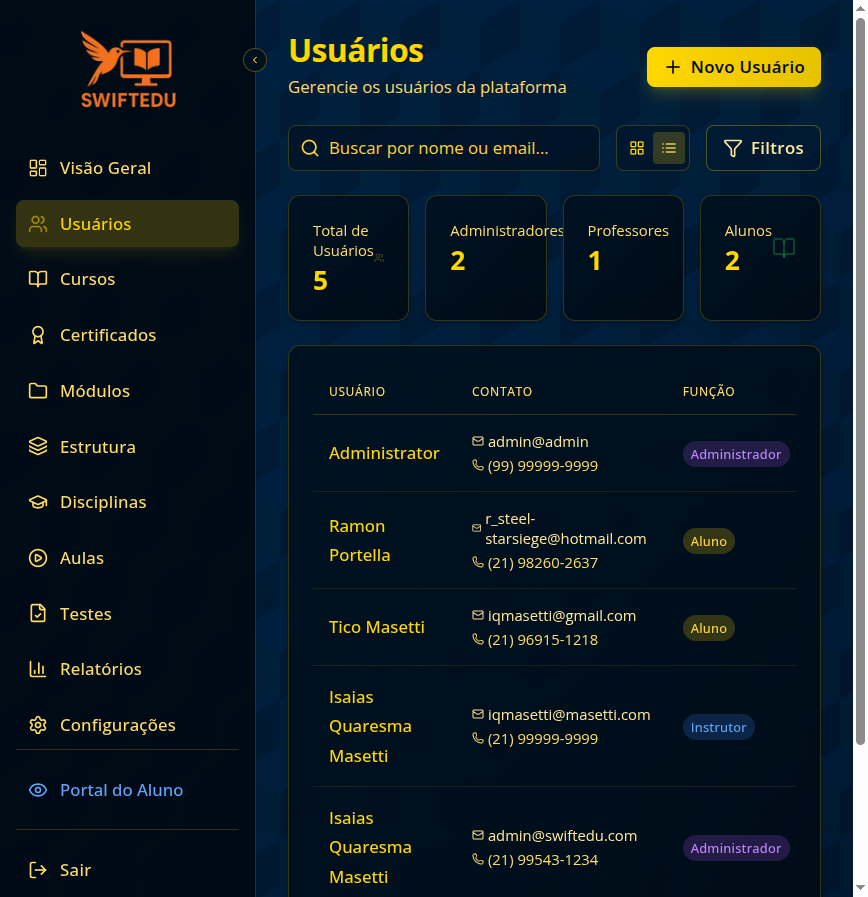 SWIFTEDU
Visão Geral
Usuários
Cursos
Certificados
Módulos
Estrutura
Disciplinas
Aulas
Testes
Relatórios
Configurações
Portal do Aluno
Sair
Usuários
Gerencie os usuários da plataforma
Novo Usuário
Buscar por nome ou email...
Filtros
Total de
Usuários
5
Administradores
2
Professores
1
Alunos
2
USUÁRIO CONTATO FUNÇÃO
Administrator
admin@admin
(99) 99999-9999
Administrador
Ramon
Portella
r_steel-
starsiege@hotmail.com
(21) 98260-2637
Aluno
Tico Masetti
iqmasetti@gmail.com
(21) 96915-1218
Aluno
Isaias
Quaresma
Masetti
iqmasetti@masetti.com
(21) 99999-9999
Instrutor
Isaias
Quaresma
Masetti
admin@swiftedu.com
(21) 99543-1234
Administrador